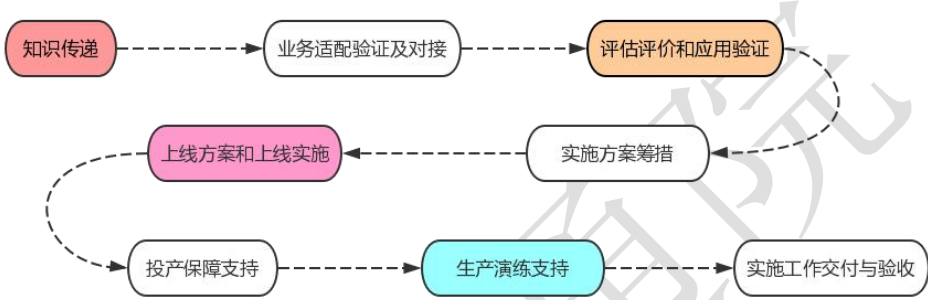 知识传递
业务适配验证及对接
评估评价和应用验证
实施方案筹措
上线方案和上线实施
投产保障支持
生产演练支持
实施工作交付与验收
院